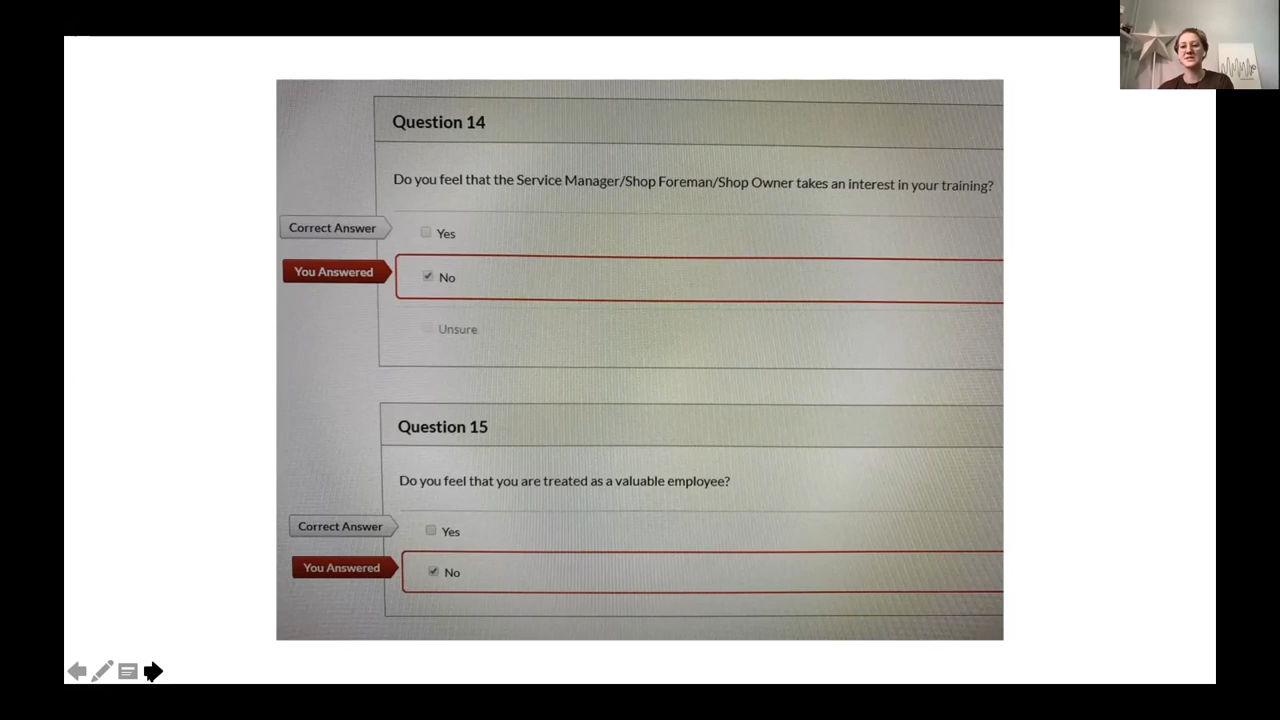 Question 14
Do you feel that the Service Manager/Shop Foreman/Shop Owner takes an interest in your training?
Correct Answer
Yes
You Answered
No
Unsure
Question 15
Do you feel that you are treated as a valuable employee?
Correct Answer
Yes
You Answered
No